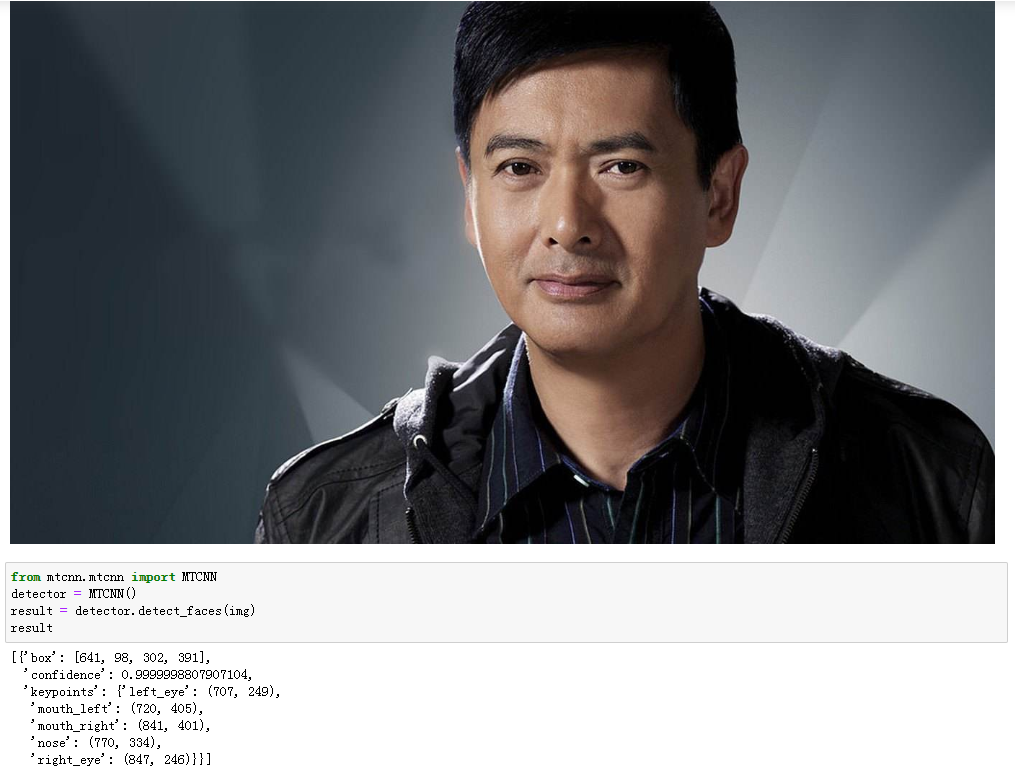 from mtcnn.mtcnn import MTCNN
detector = MTCNN()
result = detector.detect_faces(img)
result
[{'box': [641, 98, 302, 391],
'confidence': 0.9999998807907104,
'keypoints': {'left_eye': (707, 249),
'mouth_left': (720, 405),
'mouth_right': (841, 401),
'nose': (770, 334),
'right_eye': (847, 246)}}]